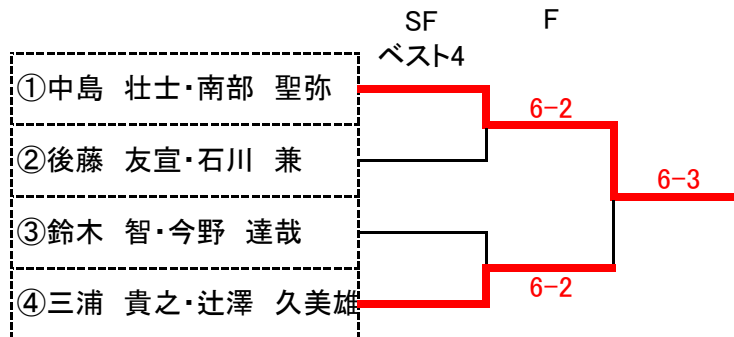 SF F
ベスト4
①中島 壮士・南部 聖弥
6-2
②後藤 友宣・石川 兼
6-3
③鈴木 智・今野 達哉
6-2
④三浦 貴之・辻澤 久美雄